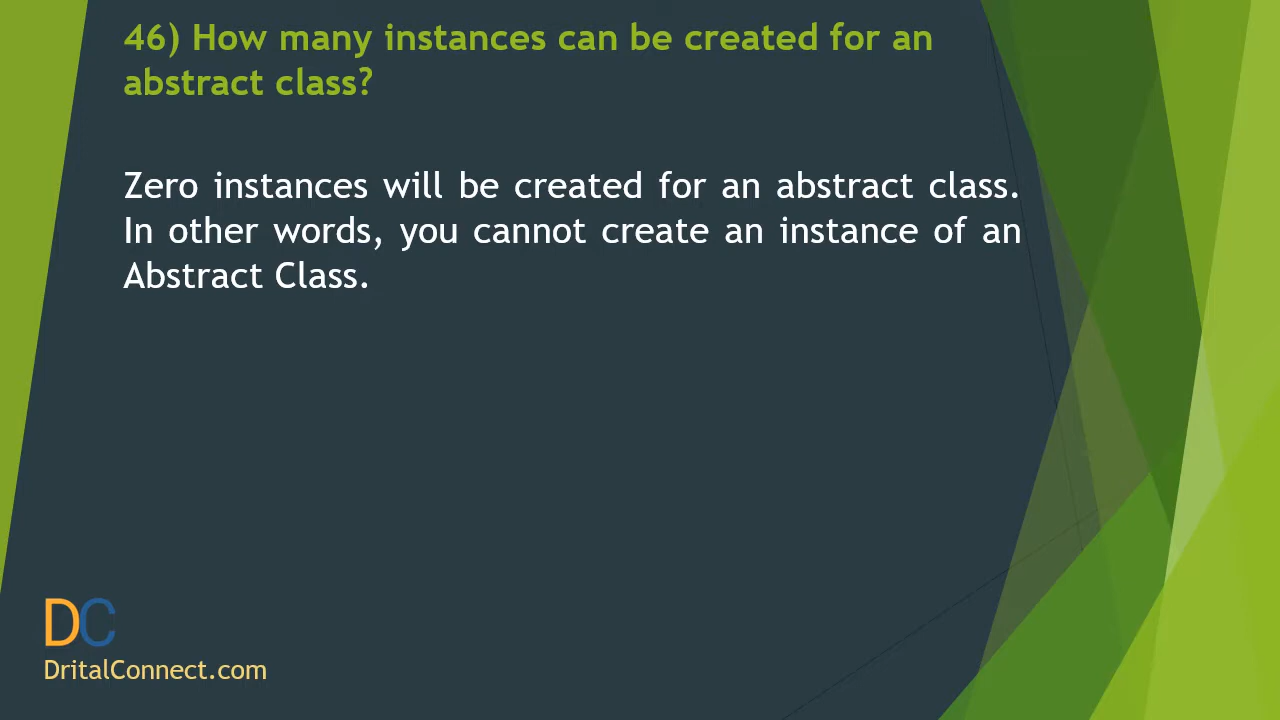 46) How many instances can be created for an
abstract class?
Zero instances will be created for an abstract class.
In other words, you cannot create an instance of an
Abstract Class.
DC
DritalConnect.com